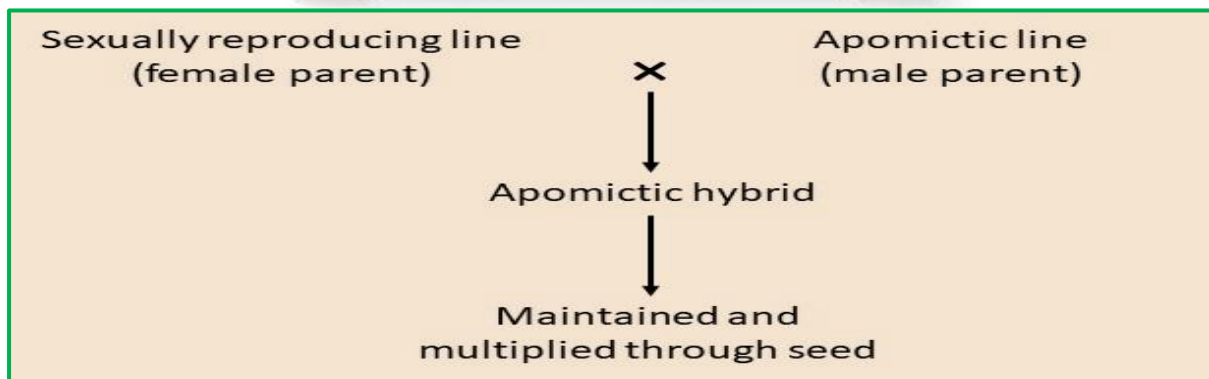 Sexually reproducing line
(female parent)
×
Apomictic line
(male parent)
Apomictic hybrid
Maintained and
multiplied through seed